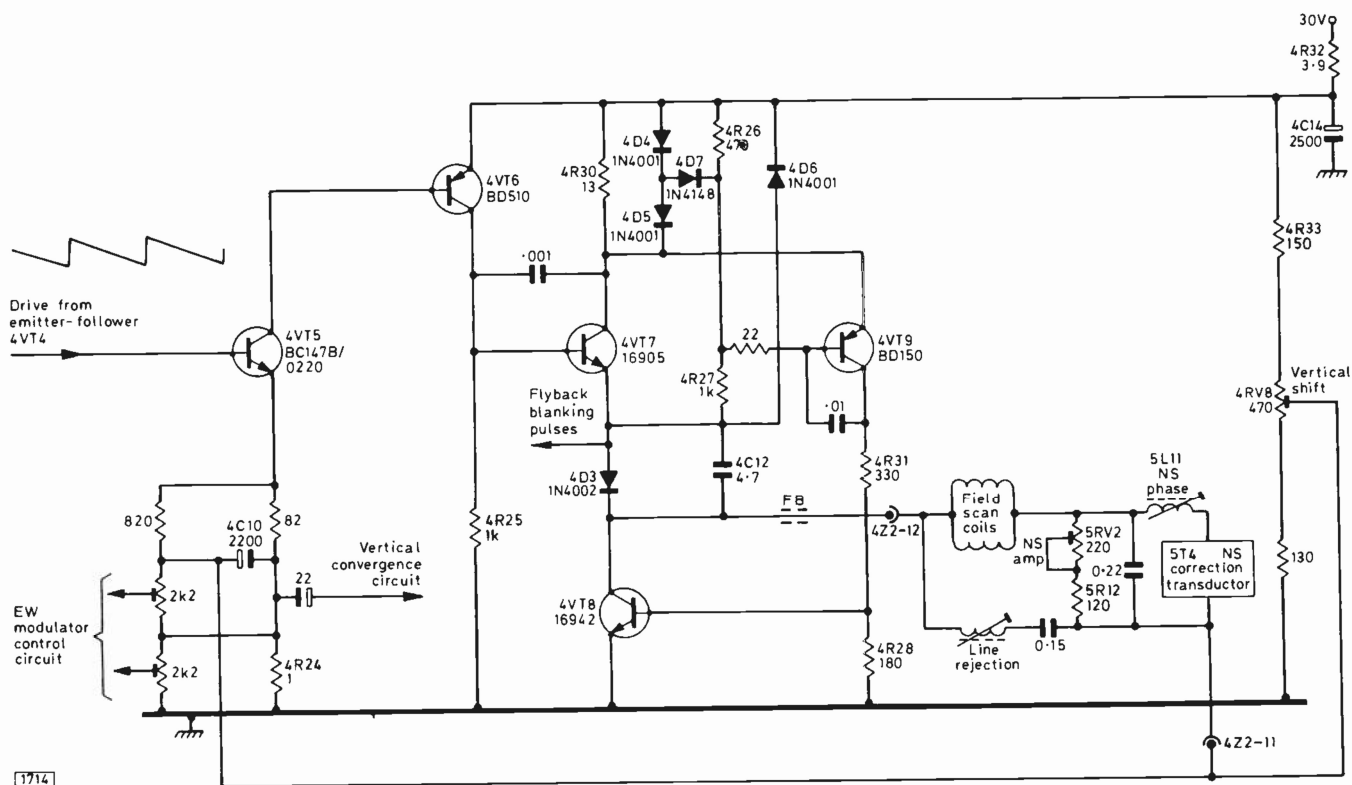 30V
4R32
3·9
4C14
2500
4R26
470
4D4
1N4001
4D7
1N4148
4D6
1N4001
4R30
13
4D5
1N4001
4VT6
BD510
4R33
150
·001
Drive from
emitter-follower
4VT4
4VT5
BC147B/
0220
4VT7
16905
22
4VT9
BD150
4R27
1k
Vertical
shift
4RV8
470
Flyback
blanking
pulses
·01
4D3
1N4002
4C12
4·7
4R31
330
5L11
NS
phase
820
82
4C10
2200
4R25
1k
FB
4Z2-12
Field
scan
coils
NS
amp
5RV2
220
0·22
5R12
120
5T4 NS
correction
transductor
130
Vertical
convergence
circuit
22
2k2
EW
modulator
control
circuit
2k2
4R24
1
4VT8
16942
Line
rejection
0·15
4R28
180
4Z2-11
1714